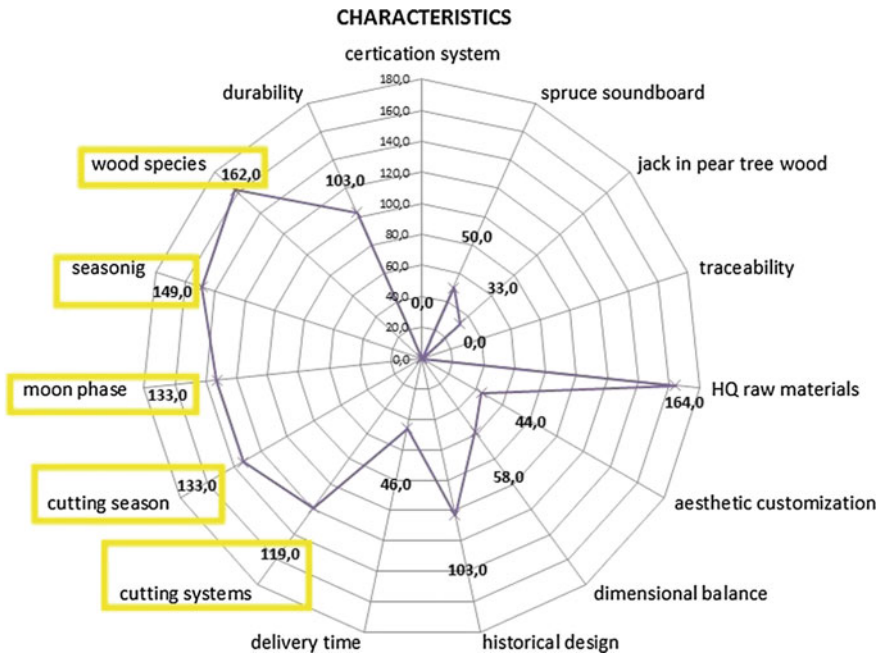 CHARACTERISTICS
certication system
durability
spruce soundboard
180,0
160,0
140,0
120,0
100,0
80,0
60,0
40,0
20,0
0,0
wood species
162,0
103,0
jack in pear tree wood
50,0
seasonig
149,0
traceability
33,0
0,0
0,0
moon phase
133,0
HQ raw materials
164,0
44,0
cutting season
133,0
aesthetic customization
46,0
58,0
119,0
103,0
cutting systems
dimensional balance
delivery time
historical design